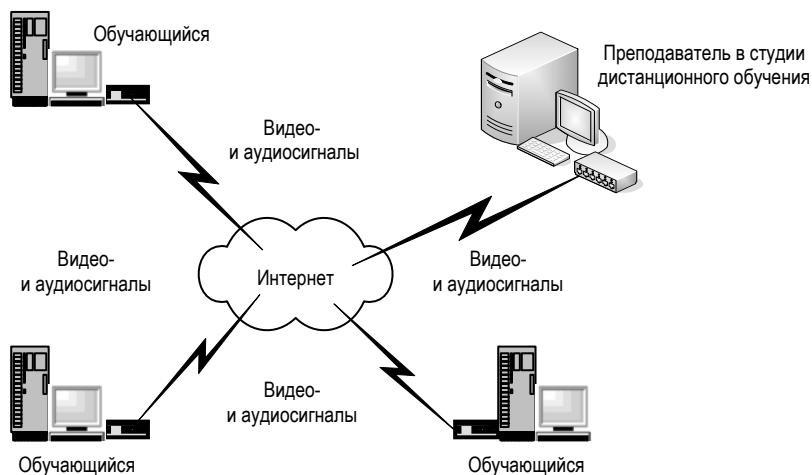 Обучающийся
Преподаватель в студии
дистанционного обучения
Видео-
и аудиосигналы
Видео-
и аудиосигналы
Интернет
Видео-
и аудиосигналы
Видео-
и аудиосигналы
Обучающийся
Обучающийся